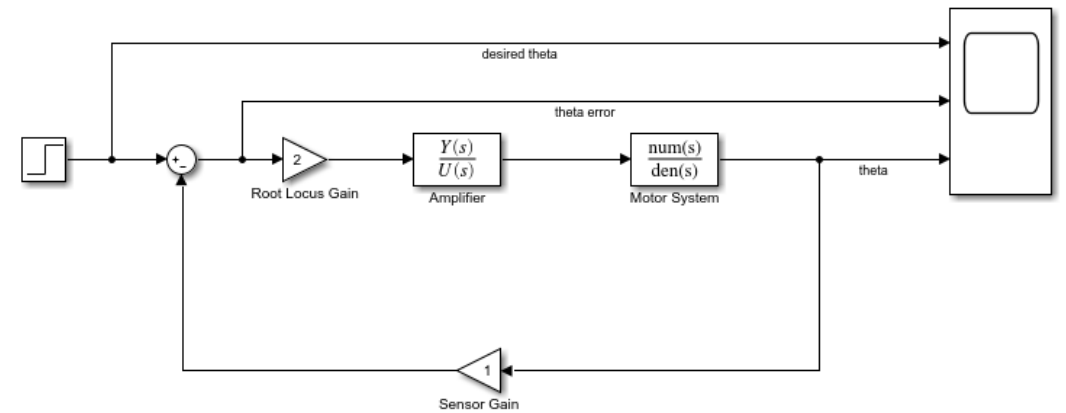 desired theta
theta error
+
-
2
Y(s)
U(s)
num(s)
den(s)
theta
Root Locus Gain
Amplifier
Motor System
1
Sensor Gain